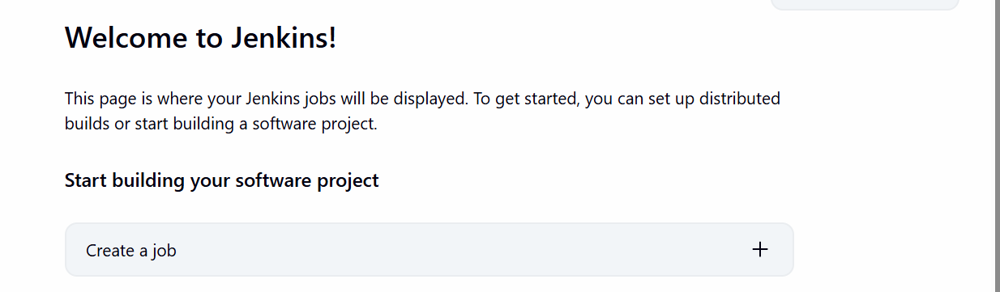 Welcome to Jenkins!
This page is where your Jenkins jobs will be displayed. To get started, you can set up distributed
builds or start building a software project.
Start building your software project
Create a job